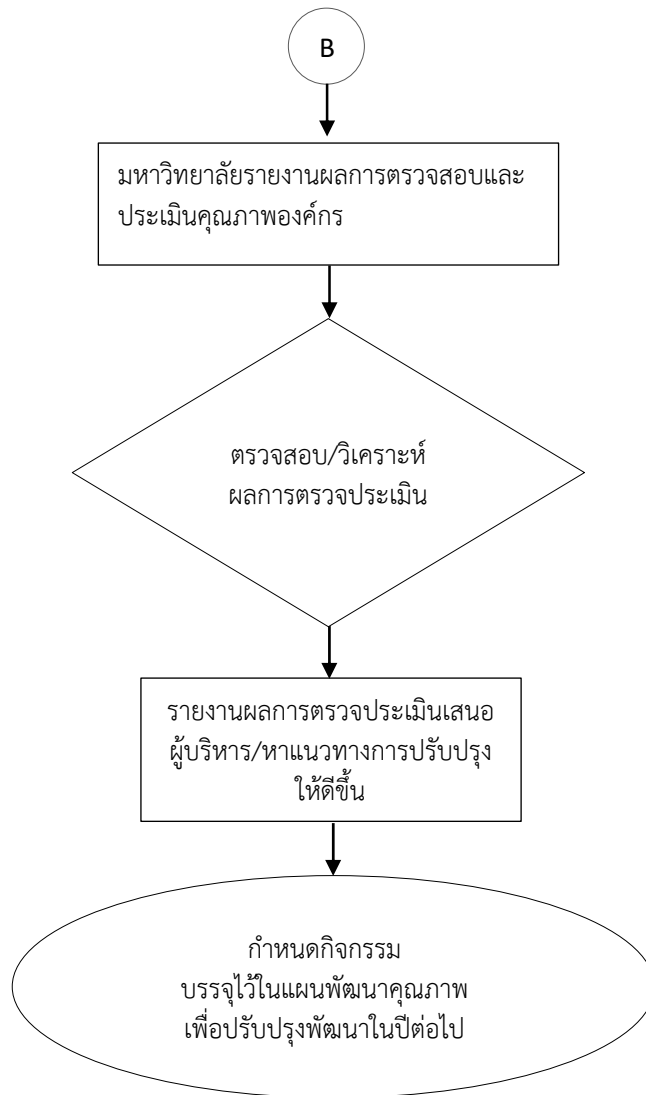 B
มหาวิทยาลัยรายงานผลการตรวจสอบและ
ประเมินคุณภาพองค์กร
ตรวจสอบ/วิเคราะห์
ผลการตรวจประเมิน
รายงานผลการตรวจประเมินเสนอ
ผู้บริหาร/หาแนวทางการปรับปรุง
ให้ดีขึ้น
กำหนดกิจกรรม
บรรจุไว้ในแผนพัฒนาคุณภาพ
เพื่อปรับปรุงพัฒนาในปีต่อไป